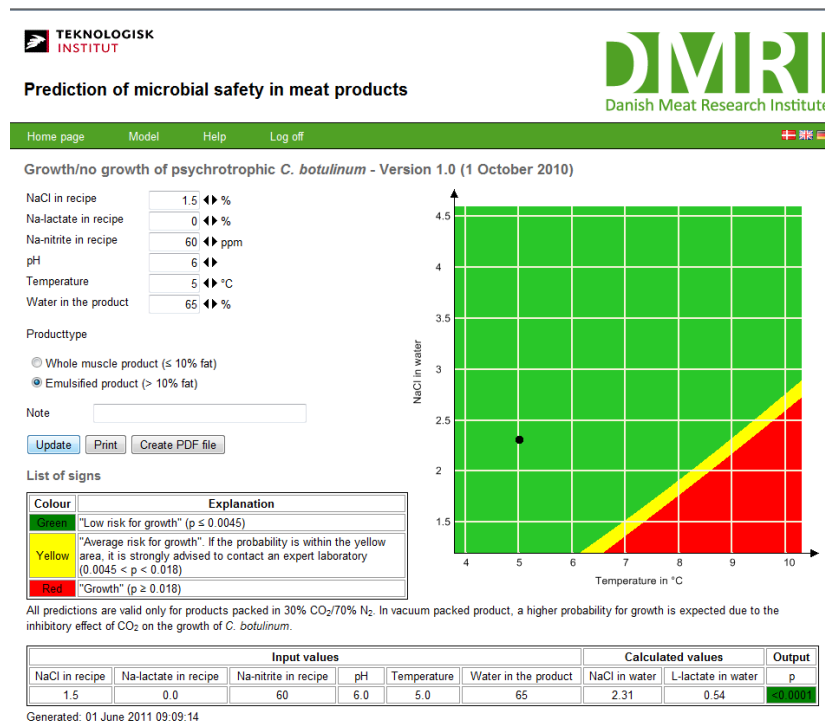 TEKNOLOGISK
INSTITUT
DMRI
Danish Meat Research Institute
Prediction of microbial safety in meat products
Home page Model Help Log off
Growth/no growth of psychrotrophic C. botulinum - Version 1.0 (1 October 2010)
NaCl in recipe 1.5 %
Na-lactate in recipe 0 %
Na-nitrite in recipe 60 ppm
pH 6
Temperature 5 °C
Water in the product 65 %
Producttype
Whole muscle product (≤ 10% fat)
Emulsified product (> 10% fat)
Note
Update Print Create PDF file
NaCl in water
4.5
4
3.5
3
2.5
2
1.5
4 5 6 7 8 9 10
Temperature in °C
List of signs
Colour Explanation
Green "Low risk for growth" (p ≤ 0.0045)
Yellow "Average risk for growth". If the probability is within the yellow
area, it is strongly advised to contact an expert laboratory
(0.0045 < p < 0.018)
Red "Growth" (p ≥ 0.018)
All predictions are valid only for products packed in 30% CO₂/70% N₂. In vacuum packed product, a higher probability for growth is expected due to the
inhibitory effect of CO₂ on the growth of C. botulinum.
Input values Calculated values Output
NaCl in recipe Na-lactate in recipe Na-nitrite in recipe pH Temperature Water in the product NaCl in water L-lactate in water p
1.5 0.0 60 6.0 5.0 65 2.31 0.54 <0.0001
Generated: 01 June 2011 09:09:14